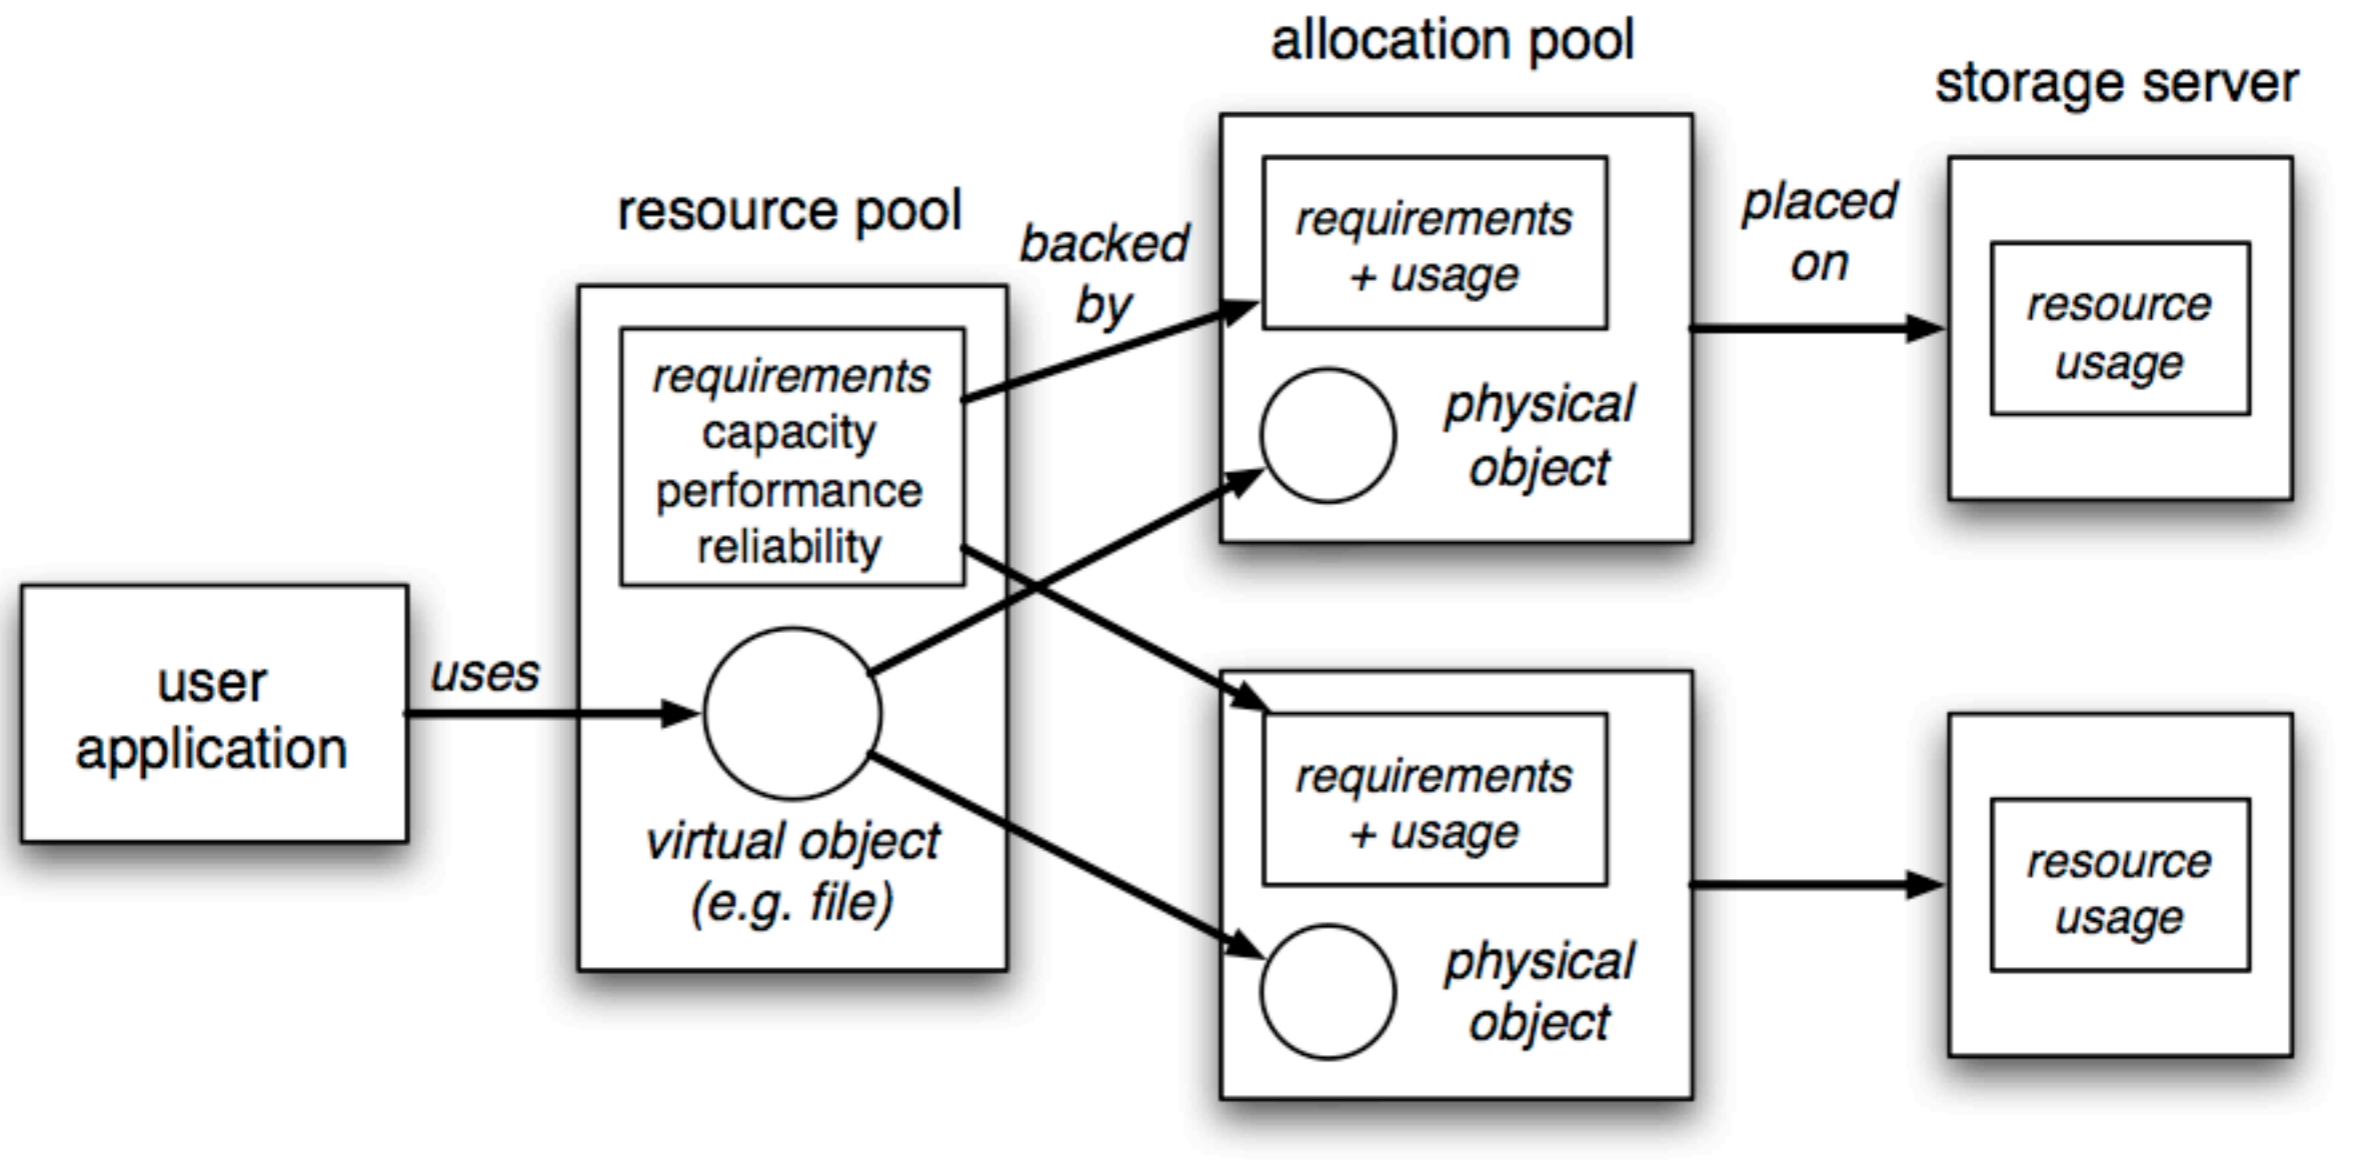 allocation pool
storage server
resource pool
backed
by
placed
on
requirements
+ usage
physical
object
resource
usage
requirements
capacity
performance
reliability
user
application
uses
virtual object
(e.g. file)
requirements
+ usage
physical
object
resource
usage